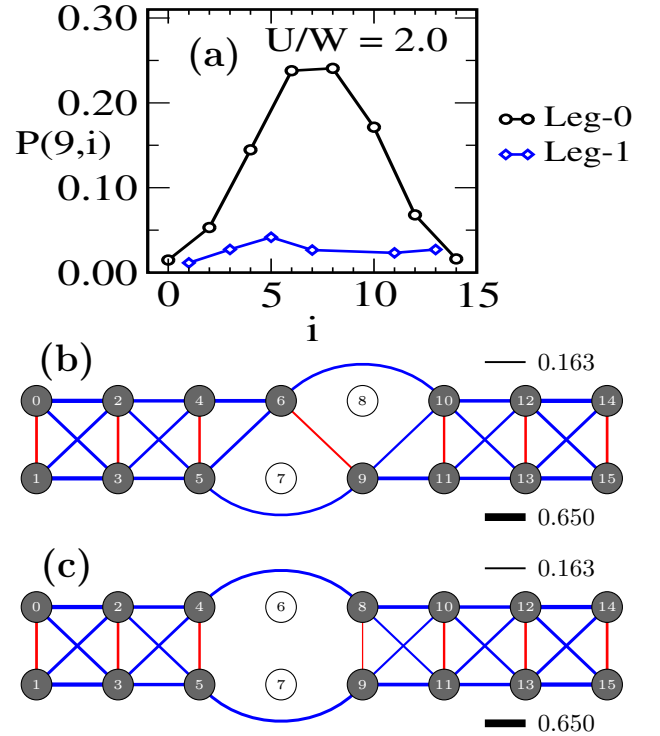 0.30
(a)
U/W = 2.0
0.20
P(9,i)
0.10
0.00
0 5 10 15
i
Leg-0
Leg-1
(b)
0.163
0 2 4 6 8 10 12 14
1 3 5 7 9 11 13 15
0.650
(c)
0.163
0 2 4 6 8 10 12 14
1 3 5 7 9 11 13 15
0.650